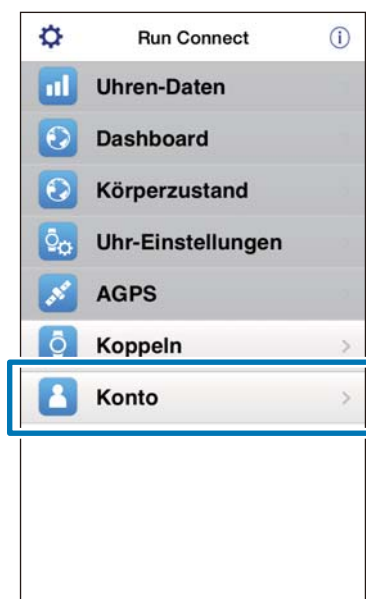 Run Connect
Uhren-Daten
Dashboard
Körperzustand
Uhr-Einstellungen
AGPS
Koppeln
Konto